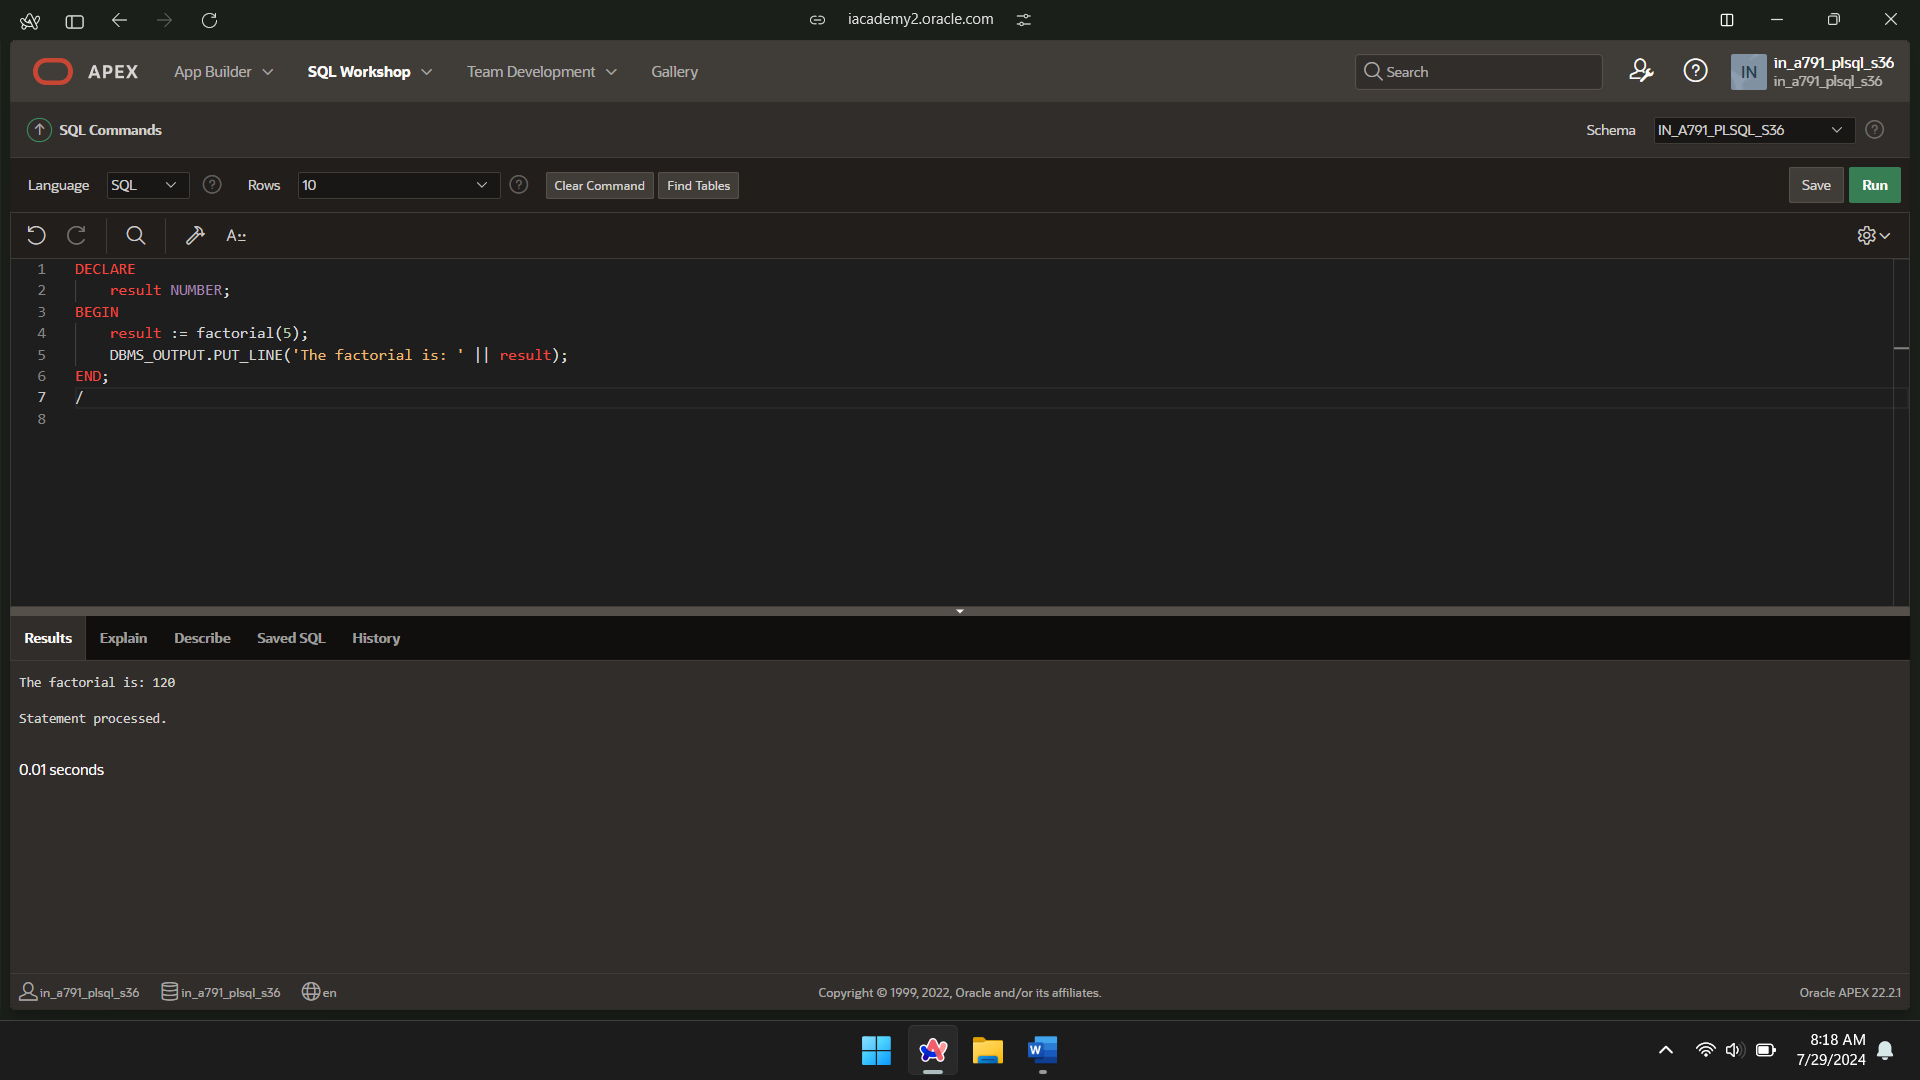 iacademy2.oracle.com
APEX
App Builder
SQL Workshop
Team Development
Gallery
Search
IN
in_a791_plsql_s36
in_a791_plsql_s36
SQL Commands
Schema
IN_A791_PLSQL_S36
Language
SQL
Rows
10
Clear Command
Find Tables
Save
Run
A
1 DECLARE
2 result NUMBER;
3 BEGIN
4 result := factorial(5);
5 DBMS_OUTPUT.PUT_LINE('The factorial is: ' || result);
6 END;
7 /
8
Results
Explain
Describe
Saved SQL
History
The factorial is: 120
Statement processed.
0.01 seconds
in_a791_plsql_s36
in_a791_plsql_s36
en
Copyright © 1999, 2022, Oracle and/or its affiliates.
Oracle APEX 22.2.1
W
8:18 AM
7/29/2024